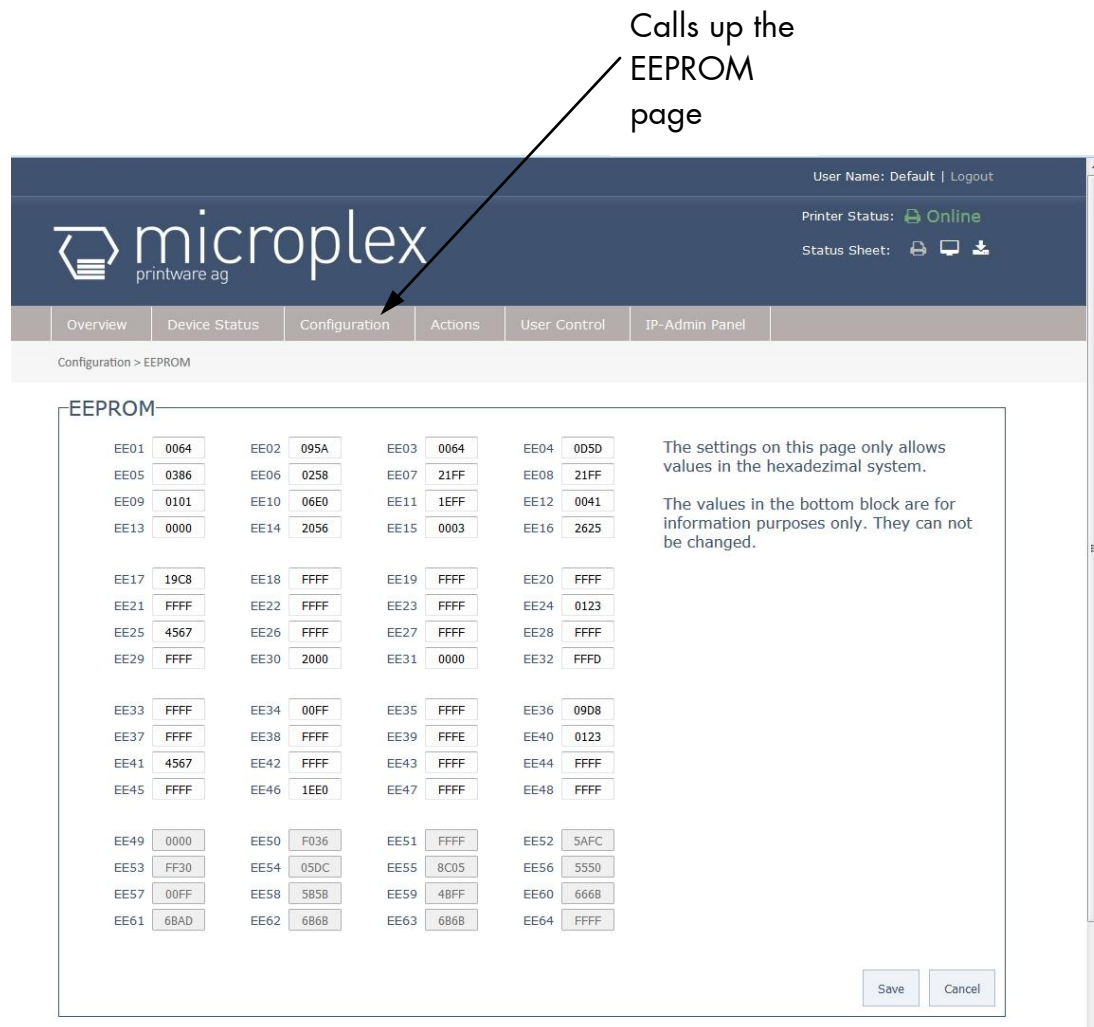 Calls up the
EEPROM
page
User Name: Default | Logout
microplex
printware ag
Printer Status: Online
Status Sheet:
Overview Device Status Configuration Actions User Control IP-Admin Panel
Configuration > EEPROM
EEPROM
EE01 0064 EE02 095A EE03 0064 EE04 0D5D
EE05 0386 EE06 0258 EE07 21FF EE08 21FF
EE09 0101 EE10 06E0 EE11 1EFF EE12 0041
EE13 0000 EE14 2056 EE15 0003 EE16 2625
The settings on this page only allows
values in the hexadezimal system.
The values in the bottom block are for
information purposes only. They can not
be changed.
EE17 19C8 EE18 FFFF EE19 FFFF EE20 FFFF
EE21 FFFF EE22 FFFF EE23 FFFF EE24 0123
EE25 4567 EE26 FFFF EE27 FFFF EE28 FFFF
EE29 FFFF EE30 2000 EE31 0000 EE32 FFFD
EE33 FFFF EE34 00FF EE35 FFFF EE36 09D8
EE37 FFFF EE38 FFFF EE39 FFFE EE40 0123
EE41 4567 EE42 FFFF EE43 FFFF EE44 FFFF
EE45 FFFF EE46 1EE0 EE47 FFFF EE48 FFFF
EE49 0000 EE50 F036 EE51 FFFF EE52 5AFC
EE53 FF30 EE54 05DC EE55 8C05 EE56 5550
EE57 00FF EE58 5B5B EE59 4BFF EE60 666B
EE61 6BAD EE62 6B6B EE63 6B6B EE64 FFFF
Save Cancel